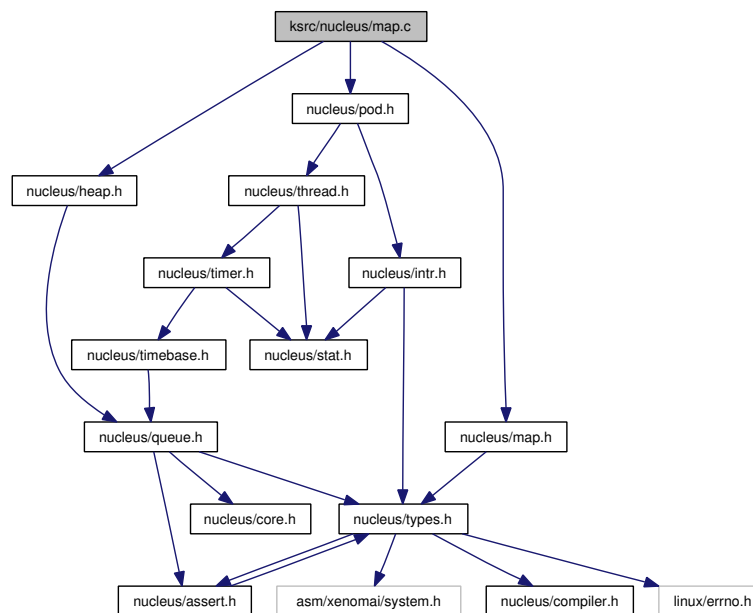 ksrc/nucleus/map.c
nucleus/pod.h
nucleus/heap.h
nucleus/thread.h
nucleus/timer.h
nucleus/intr.h
nucleus/timebase.h
nucleus/stat.h
nucleus/queue.h
nucleus/map.h
nucleus/core.h
nucleus/types.h
nucleus/assert.h
asm/xenomai/system.h
nucleus/compiler.h
linux/errno.h